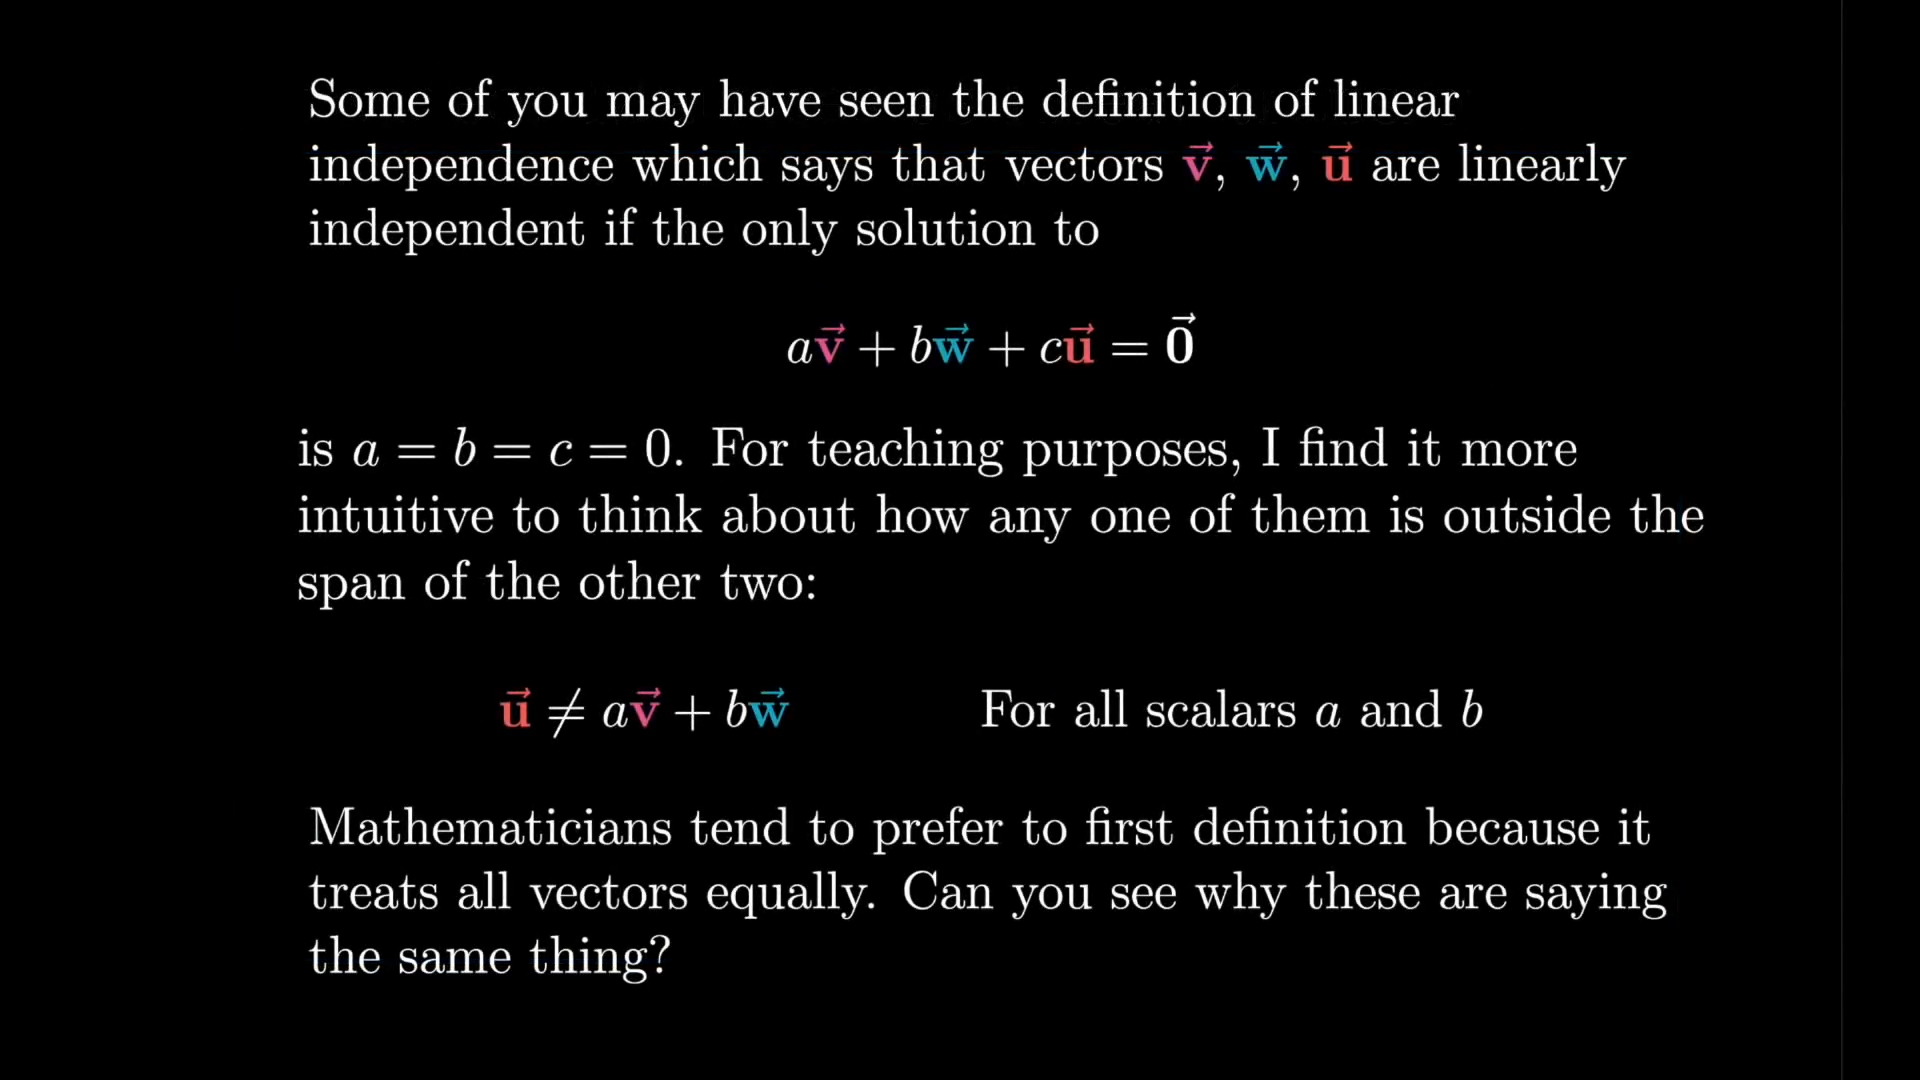 Some of you may have seen the definition of linear
independence which says that vectors v⃗, w⃗, u⃗ are linearly
independent if the only solution to
av⃗ + bw⃗ + cu⃗ = 0⃗
is a = b = c = 0. For teaching purposes, I find it more
intuitive to think about how any one of them is outside the
span of the other two:
u⃗ ≠ av⃗ + bw⃗ For all scalars a and b
Mathematicians tend to prefer to first definition because it
treats all vectors equally. Can you see why these are saying
the same thing?